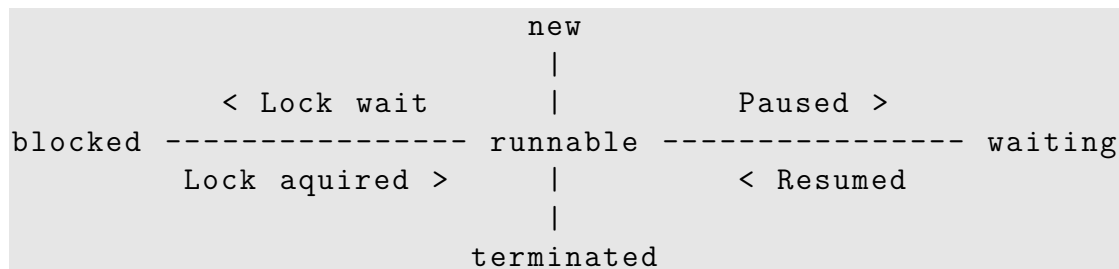 new
|
< Lock wait | Paused >
blocked ---------------- runnable ---------------- waiting
Lock aquired > | < Resumed
|
terminated